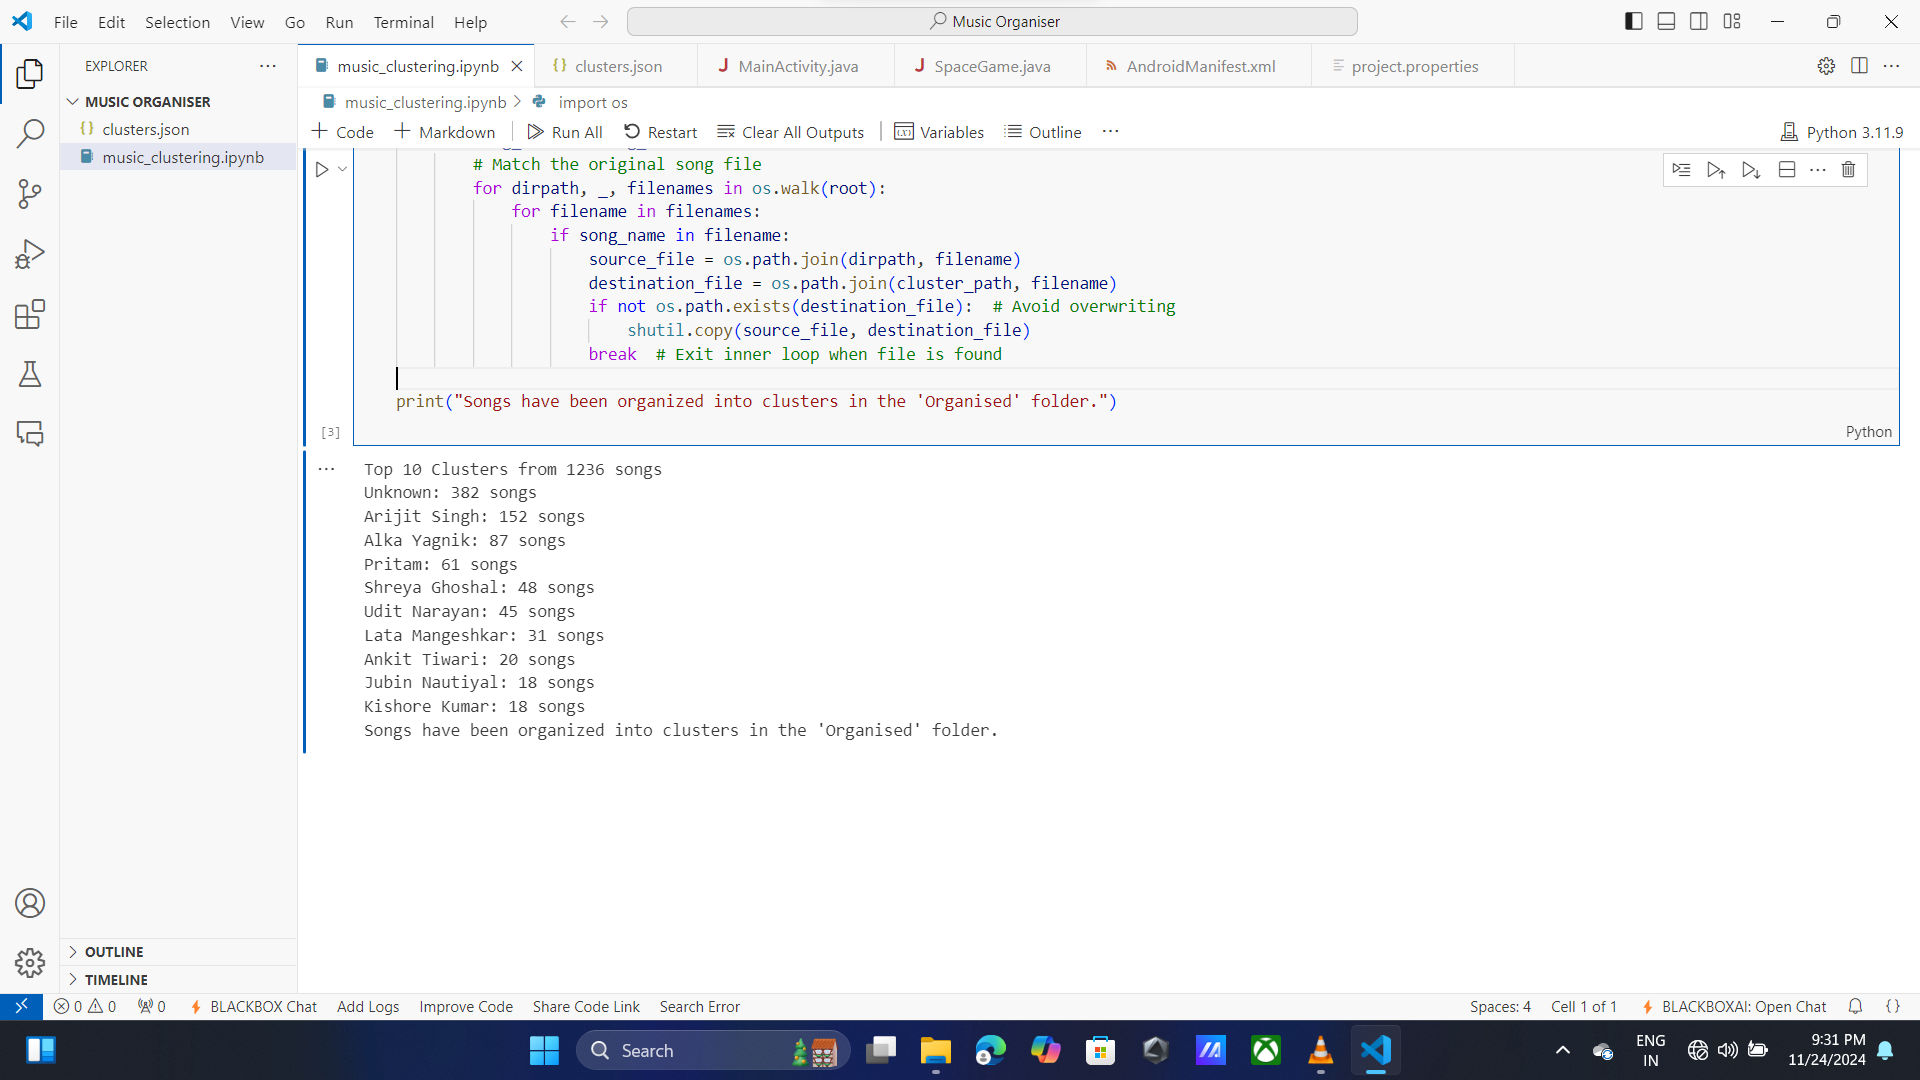 File Edit Selection View Go Run Terminal Help Music Organiser
EXPLORER
music_clustering.ipynb clusters.json MainActivity.java SpaceGame.java AndroidManifest.xml project.properties
MUSIC ORGANISER
clusters.json
music_clustering.ipynb
music_clustering.ipynb > import os
Code Markdown Run All Restart Clear All Outputs Variables Outline Python 3.11.9
# Match the original song file
for dirpath, _, filenames in os.walk(root):
for filename in filenames:
if song_name in filename:
source_file = os.path.join(dirpath, filename)
destination_file = os.path.join(cluster_path, filename)
if not os.path.exists(destination_file):  # Avoid overwriting
shutil.copy(source_file, destination_file)
break  # Exit inner loop when file is found
print("Songs have been organized into clusters in the 'Organised' folder.")
[3] Python
Top 10 Clusters from 1236 songs
Unknown: 382 songs
Arijit Singh: 152 songs
Alka Yagnik: 87 songs
Pritam: 61 songs
Shreya Ghoshal: 48 songs
Udit Narayan: 45 songs
Lata Mangeshkar: 31 songs
Ankit Tiwari: 20 songs
Jubin Nautiyal: 18 songs
Kishore Kumar: 18 songs
Songs have been organized into clusters in the 'Organised' folder.
OUTLINE
TIMELINE
0 0 0 BLACKBOX Chat Add Logs Improve Code Share Code Link Search Error Spaces: 4 Cell 1 of 1 BLACKBOXAI: Open Chat
Search
ENG
IN
9:31 PM
11/24/2024